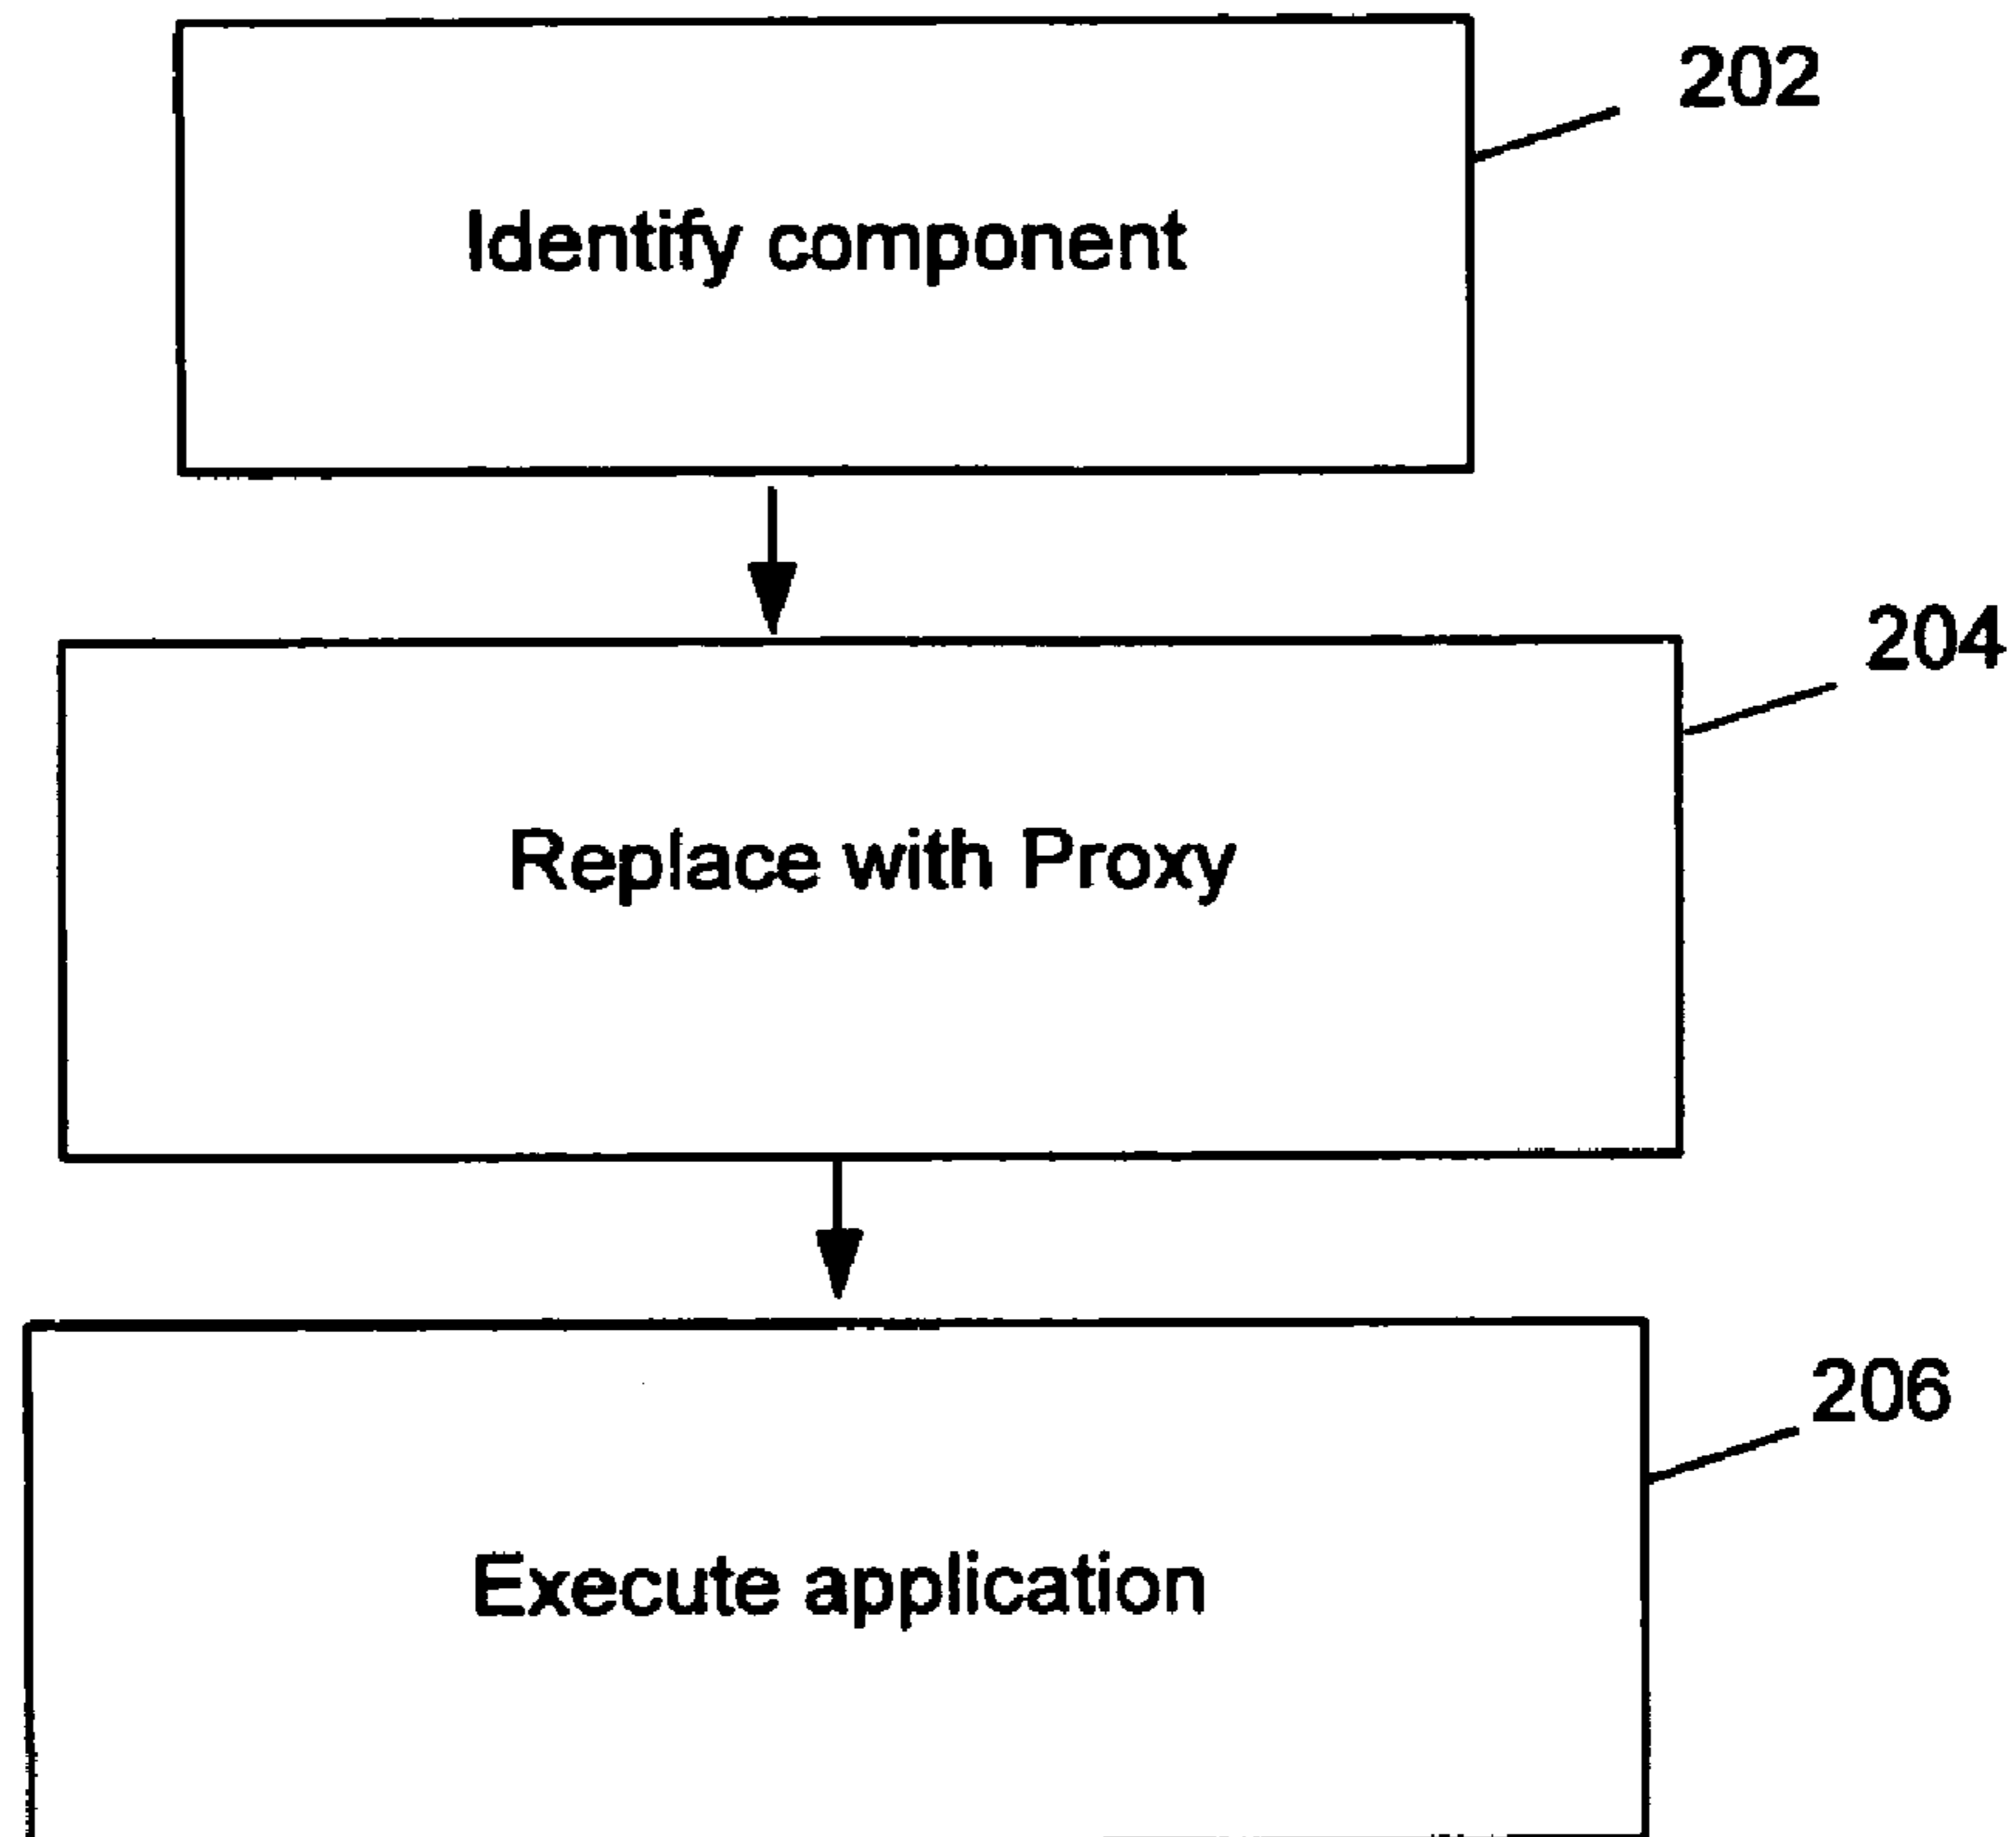 202
Identify component
204
Replace with Proxy
206
Execute application